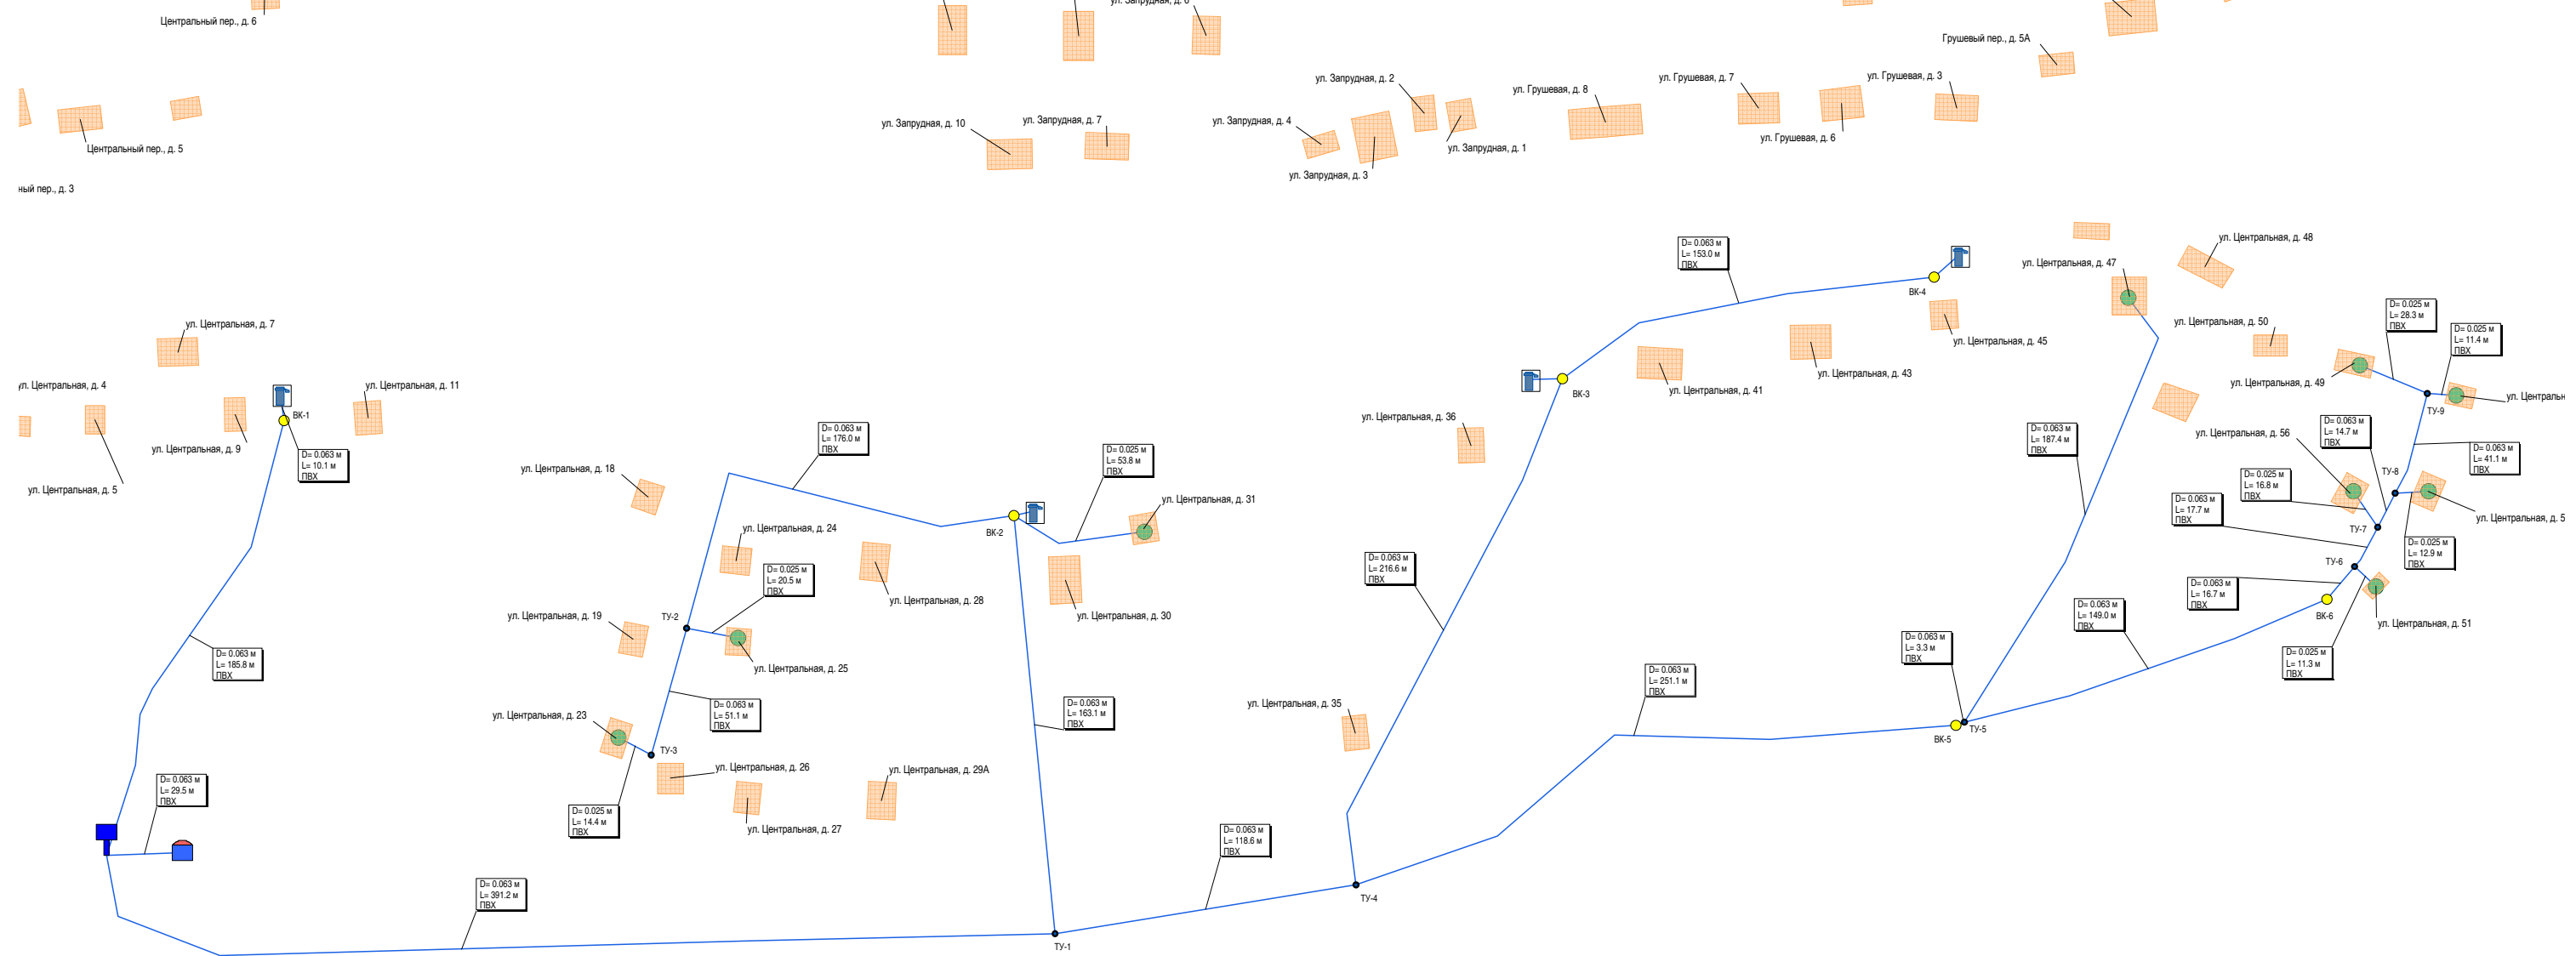 Центральный пер., д. 6
Грушевый пер., д. 5А
ул. Запрудная, д. 2
ул. Грушевая, д. 7
ул. Грушевая, д. 3
ул. Грушевая, д. 8
ул. Запрудная, д. 10
ул. Запрудная, д. 7
ул. Запрудная, д. 4
ул. Грушевая, д. 6
Центральный пер., д. 5
ул. Запрудная, д. 1
ул. Запрудная, д. 3
ный пер., д. 3
ул. Центральная, д. 48
D= 0.063 м
L= 153.0 м
ПВХ
ул. Центральная, д. 47
ВК-4
ул. Центральная, д. 7
ул. Центральная, д. 50
D= 0.025 м
L= 28.3 м
ПВХ
D= 0.025 м
L= 11.4 м
ПВХ
ул. Центральная, д. 45
ул. Центральная, д. 4
ул. Центральная, д. 11
ВК-3
ул. Центральная, д. 41
ул. Центральная, д. 43
ул. Центральная, д. 49
ул. Централь
ТУ-9
ВК-1
ул. Центральная, д. 9
ул. Центральная, д. 36
D= 0.063 м
L= 176.0 м
ПВХ
D= 0.063 м
L= 187.4 м
ПВХ
ул. Центральная, д. 56
D= 0.063 м
L= 14.7 м
ПВХ
D= 0.063 м
L= 41.1 м
ПВХ
D= 0.063 м
L= 10.1 м
ПВХ
D= 0.025 м
L= 53.8 м
ПВХ
ул. Центральная, д. 18
ТУ-8
ул. Центральная, д. 5
D= 0.025 м
L= 16.8 м
ПВХ
ул. Центральная, д. 31
D= 0.063 м
L= 17.7 м
ПВХ
ул. Центральная, д. 5
ВК-2
ул. Центральная, д. 24
ТУ-7
D= 0.025 м
L= 12.9 м
ПВХ
D= 0.025 м
L= 20.5 м
ПВХ
D= 0.063 м
L= 216.6 м
ПВХ
ТУ-6
D= 0.063 м
L= 16.7 м
ПВХ
ул. Центральная, д. 28
D= 0.063 м
L= 149.0 м
ПВХ
ул. Центральная, д. 19
ТУ-2
ул. Центральная, д. 30
ВК-6
ул. Центральная, д. 51
D= 0.063 м
L= 3.3 м
ПВХ
D= 0.063 м
L= 185.8 м
ПВХ
ул. Центральная, д. 25
D= 0.025 м
L= 11.3 м
ПВХ
D= 0.063 м
L= 251.1 м
ПВХ
ул. Центральная, д. 35
D= 0.063 м
L= 51.1 м
ПВХ
D= 0.063 м
L= 163.1 м
ПВХ
ул. Центральная, д. 23
ВК-5
ТУ-5
ТУ-3
ул. Центральная, д. 26
ул. Центральная, д. 29А
D= 0.063 м
L= 29.5 м
ПВХ
D= 0.025 м
L= 14.4 м
ПВХ
ул. Центральная, д. 27
D= 0.063 м
L= 118.6 м
ПВХ
D= 0.063 м
L= 391.2 м
ПВХ
ТУ-4
ТУ-1